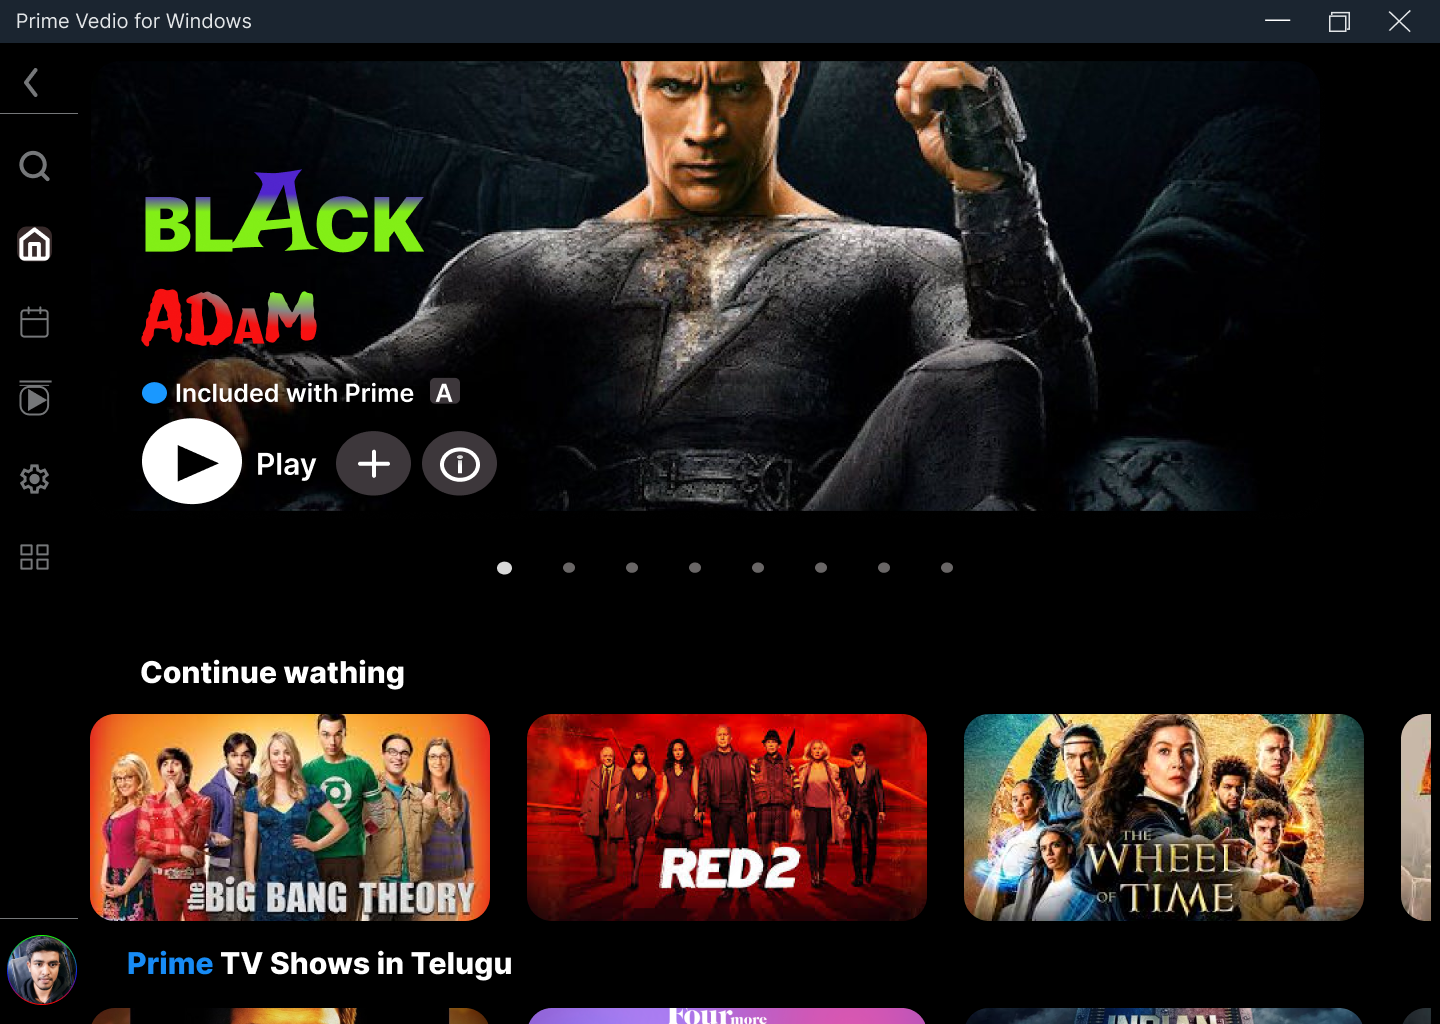 Prime Vedio for Windows
BLACK
ADAM
Included with Prime A
Play
Continue wathing
the BiG BANG THEORY
RED 2
THE
WHEEL
OF TIME
Prime TV Shows in Telugu
Four more
INDIAN